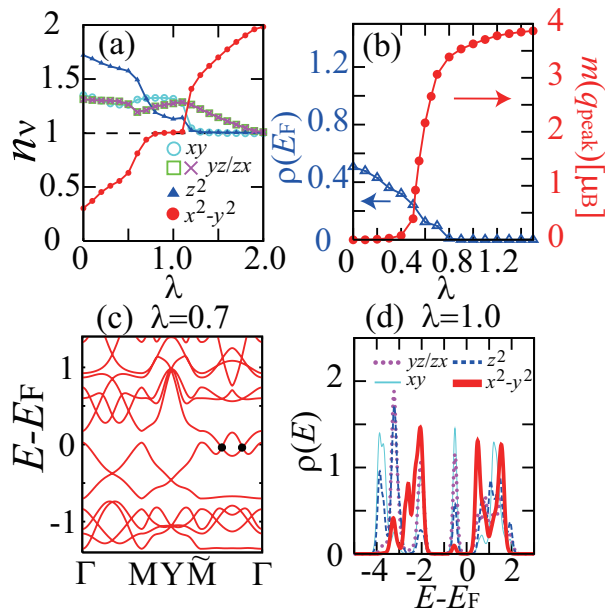 (a)
2
1.5
1
0.5
0
n_ν
xy
yz/zx
z²
x²-y²
0 1.0 2.0
λ
(b)
1.2
0.8
0.4
0
ρ(E_F)
4
3
2
1
0
m(q_peak)[μ_B]
0 0.4 0.8 1.2
λ
(c) λ=0.7
1
0
-1
E-E_F
Γ M Y M̃ Γ
(d) λ=1.0
yz/zx z²
xy x²-y²
2
1
0
ρ(E)
-4 -2 0 2
E-E_F